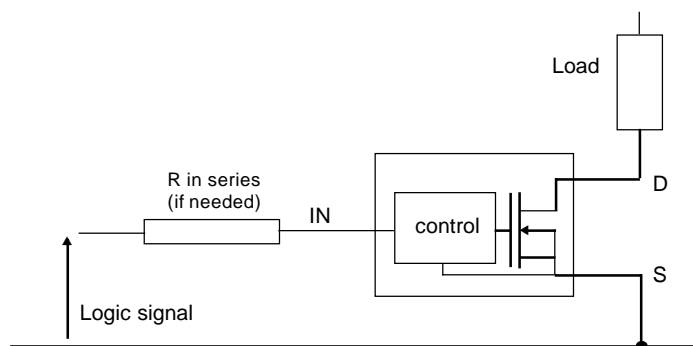 Load
R in series
(if needed)
IN
control
D
S
Logic signal